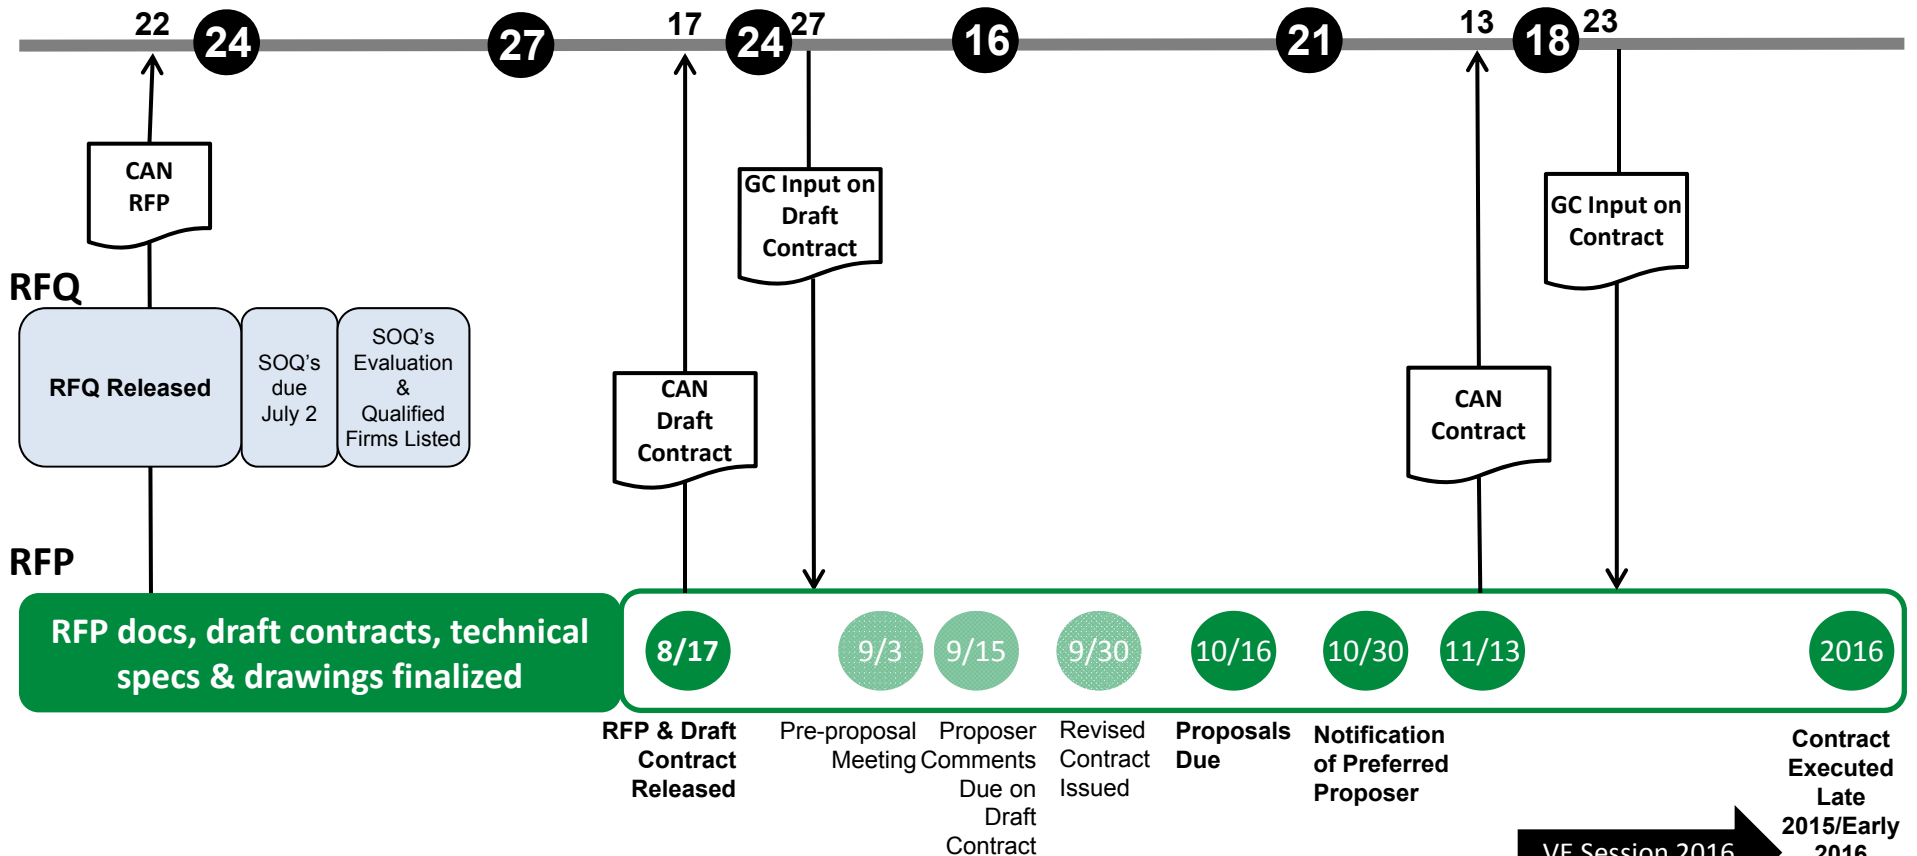 22
24
27
17
24
27
16
21
13
18
23
CAN
RFP
GC Input on
Draft
Contract
GC Input on
Contract
RFQ
RFQ Released
SOQ's
due
July 2
SOQ's
Evaluation
&
Qualified
Firms Listed
CAN
Draft
Contract
CAN
Contract
RFP
RFP docs, draft contracts, technical
specs & drawings finalized
8/17
9/3
9/15
9/30
10/16
10/30
11/13
2016
RFP & Draft
Contract
Released
Pre-proposal
Meeting
Proposer
Comments
Due on
Draft
Contract
Revised
Contract
Issued
Proposals
Due
Notification
of Preferred
Proposer
Contract
Executed
Late
2015/Early
2016
VE Session 2016